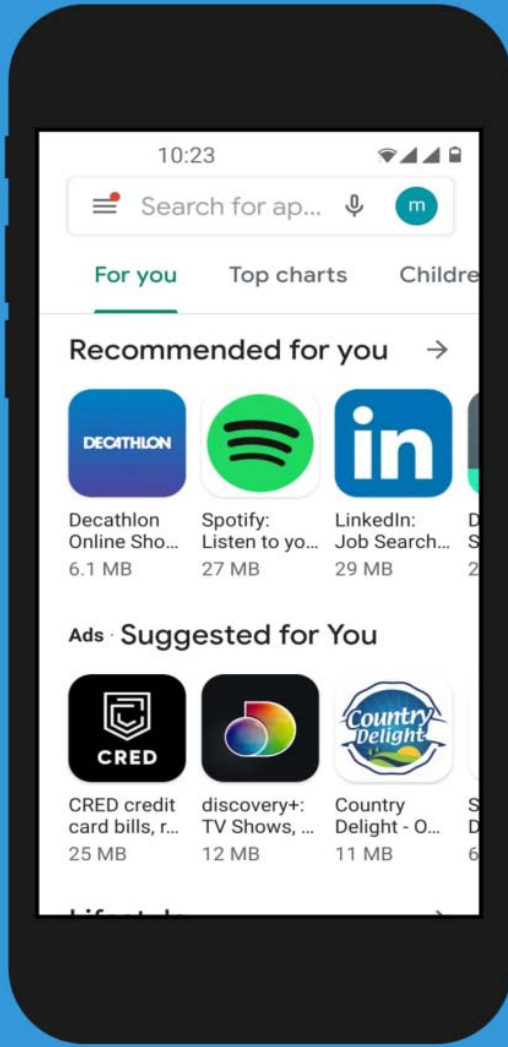 10:23
Search for ap...
m
For you Top charts Childre
Recommended for you
DECATHLON
in
Decathlon Spotify: LinkedIn: D
Online Sho... Listen to yo... Job Search... S
6.1 MB 27 MB 29 MB 2
Ads · Suggested for You
CRED
Country
Delight
CRED credit discovery+: Country S
card bills, r... TV Shows, ... Delight - O... D
25 MB 12 MB 11 MB 6